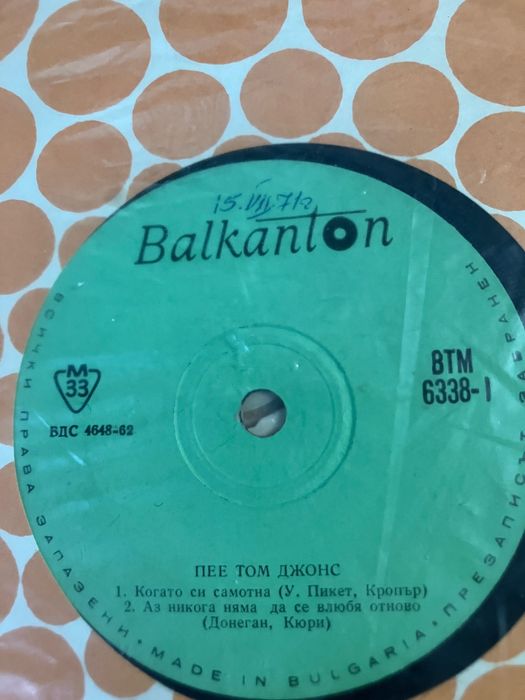 15.VII.71г
Balkanton
М
33
БДС 4648-62
ВТМ
6338-I
ПЕЕ ТОМ ДЖОНС
1. Когато си самотна (У. Пикет, Кропър)
2. Аз никога няма да се влюбя отново
(Донеган, Кюри)
ВСИЧКИ ПРАВА ЗАПАЗЕНИ · MADE IN BULGARIA · ПРЕЗАПИСЪТ ЗАБРАНЕН